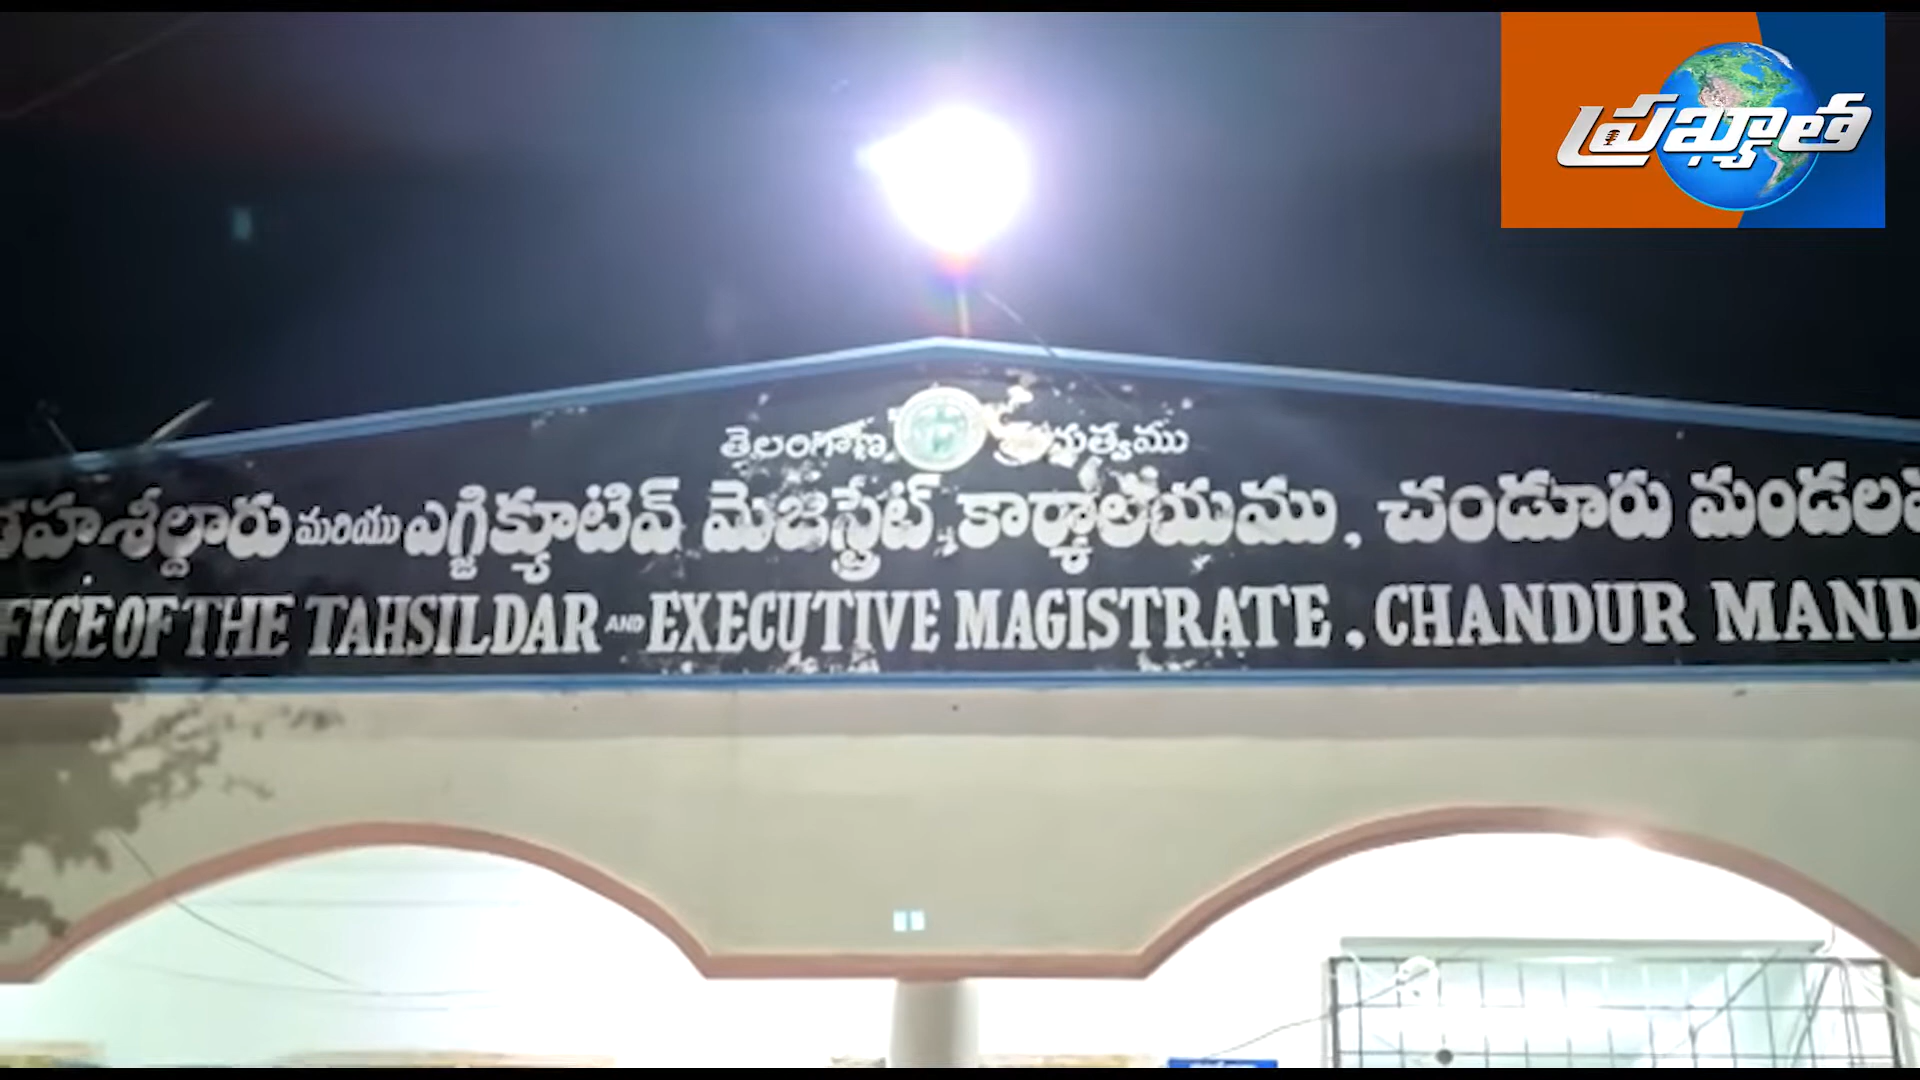 ప్రఖ్యాత
తెలంగాణ ప్రభుత్వము
తహశీల్దారు మరియు ఎగ్జిక్యూటివ్ మెజిస్ట్రేట్ కార్యాలయము, చండూరు మండలం
FICE OF THE TAHSILDAR AND EXECUTIVE MAGISTRATE, CHANDUR MAND